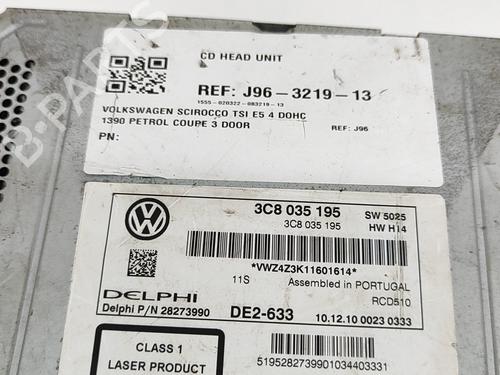 CD HEAD UNIT
REF: J96-3219-13
1555-020322-083219-13
VOLKSWAGEN SCIROCCO TSI E5 4 DOHC
1390 PETROL COUPE 3 DOOR REF: J96
PN:
3C8 035 195 SW 5025
3C8 035 195 HW H14
*VWZ4Z3K11601614*
11S Assembled in PORTUGAL
RCD510
DELPHI
Delphi P/N 28273990 DE2-633 10.12.10 0023 0333
CLASS 1
LASER PRODUCT
5195282739901034403331
B-PARTS